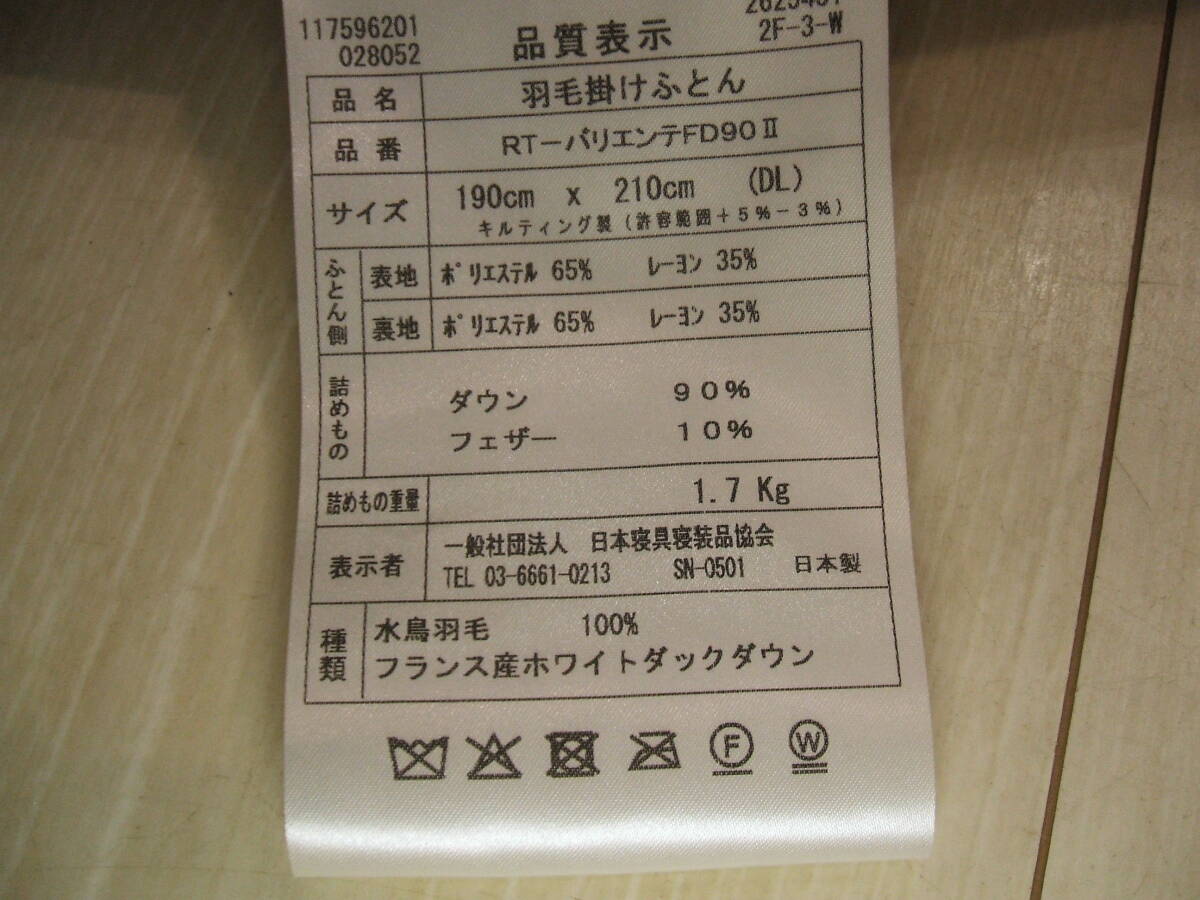 117596201
028052
品質表示
2F-3-W
品名 羽毛掛けふとん
品番 RT－バリエンテFD90Ⅱ
サイズ 190cm x 210cm (DL)
キルティング製（許容範囲＋5％－3％）
ふとん側 表地 ポリエステル 65% レーヨン 35%
裏地 ポリエステル 65% レーヨン 35%
詰めもの ダウン 90%
フェザー 10%
詰めもの重量 1.7 Kg
表示者 一般社団法人 日本寝具寝装品協会
TEL 03-6661-0213 SN-0501 日本製
種類 水鳥羽毛 100%
フランス産ホワイトダックダウン
F W